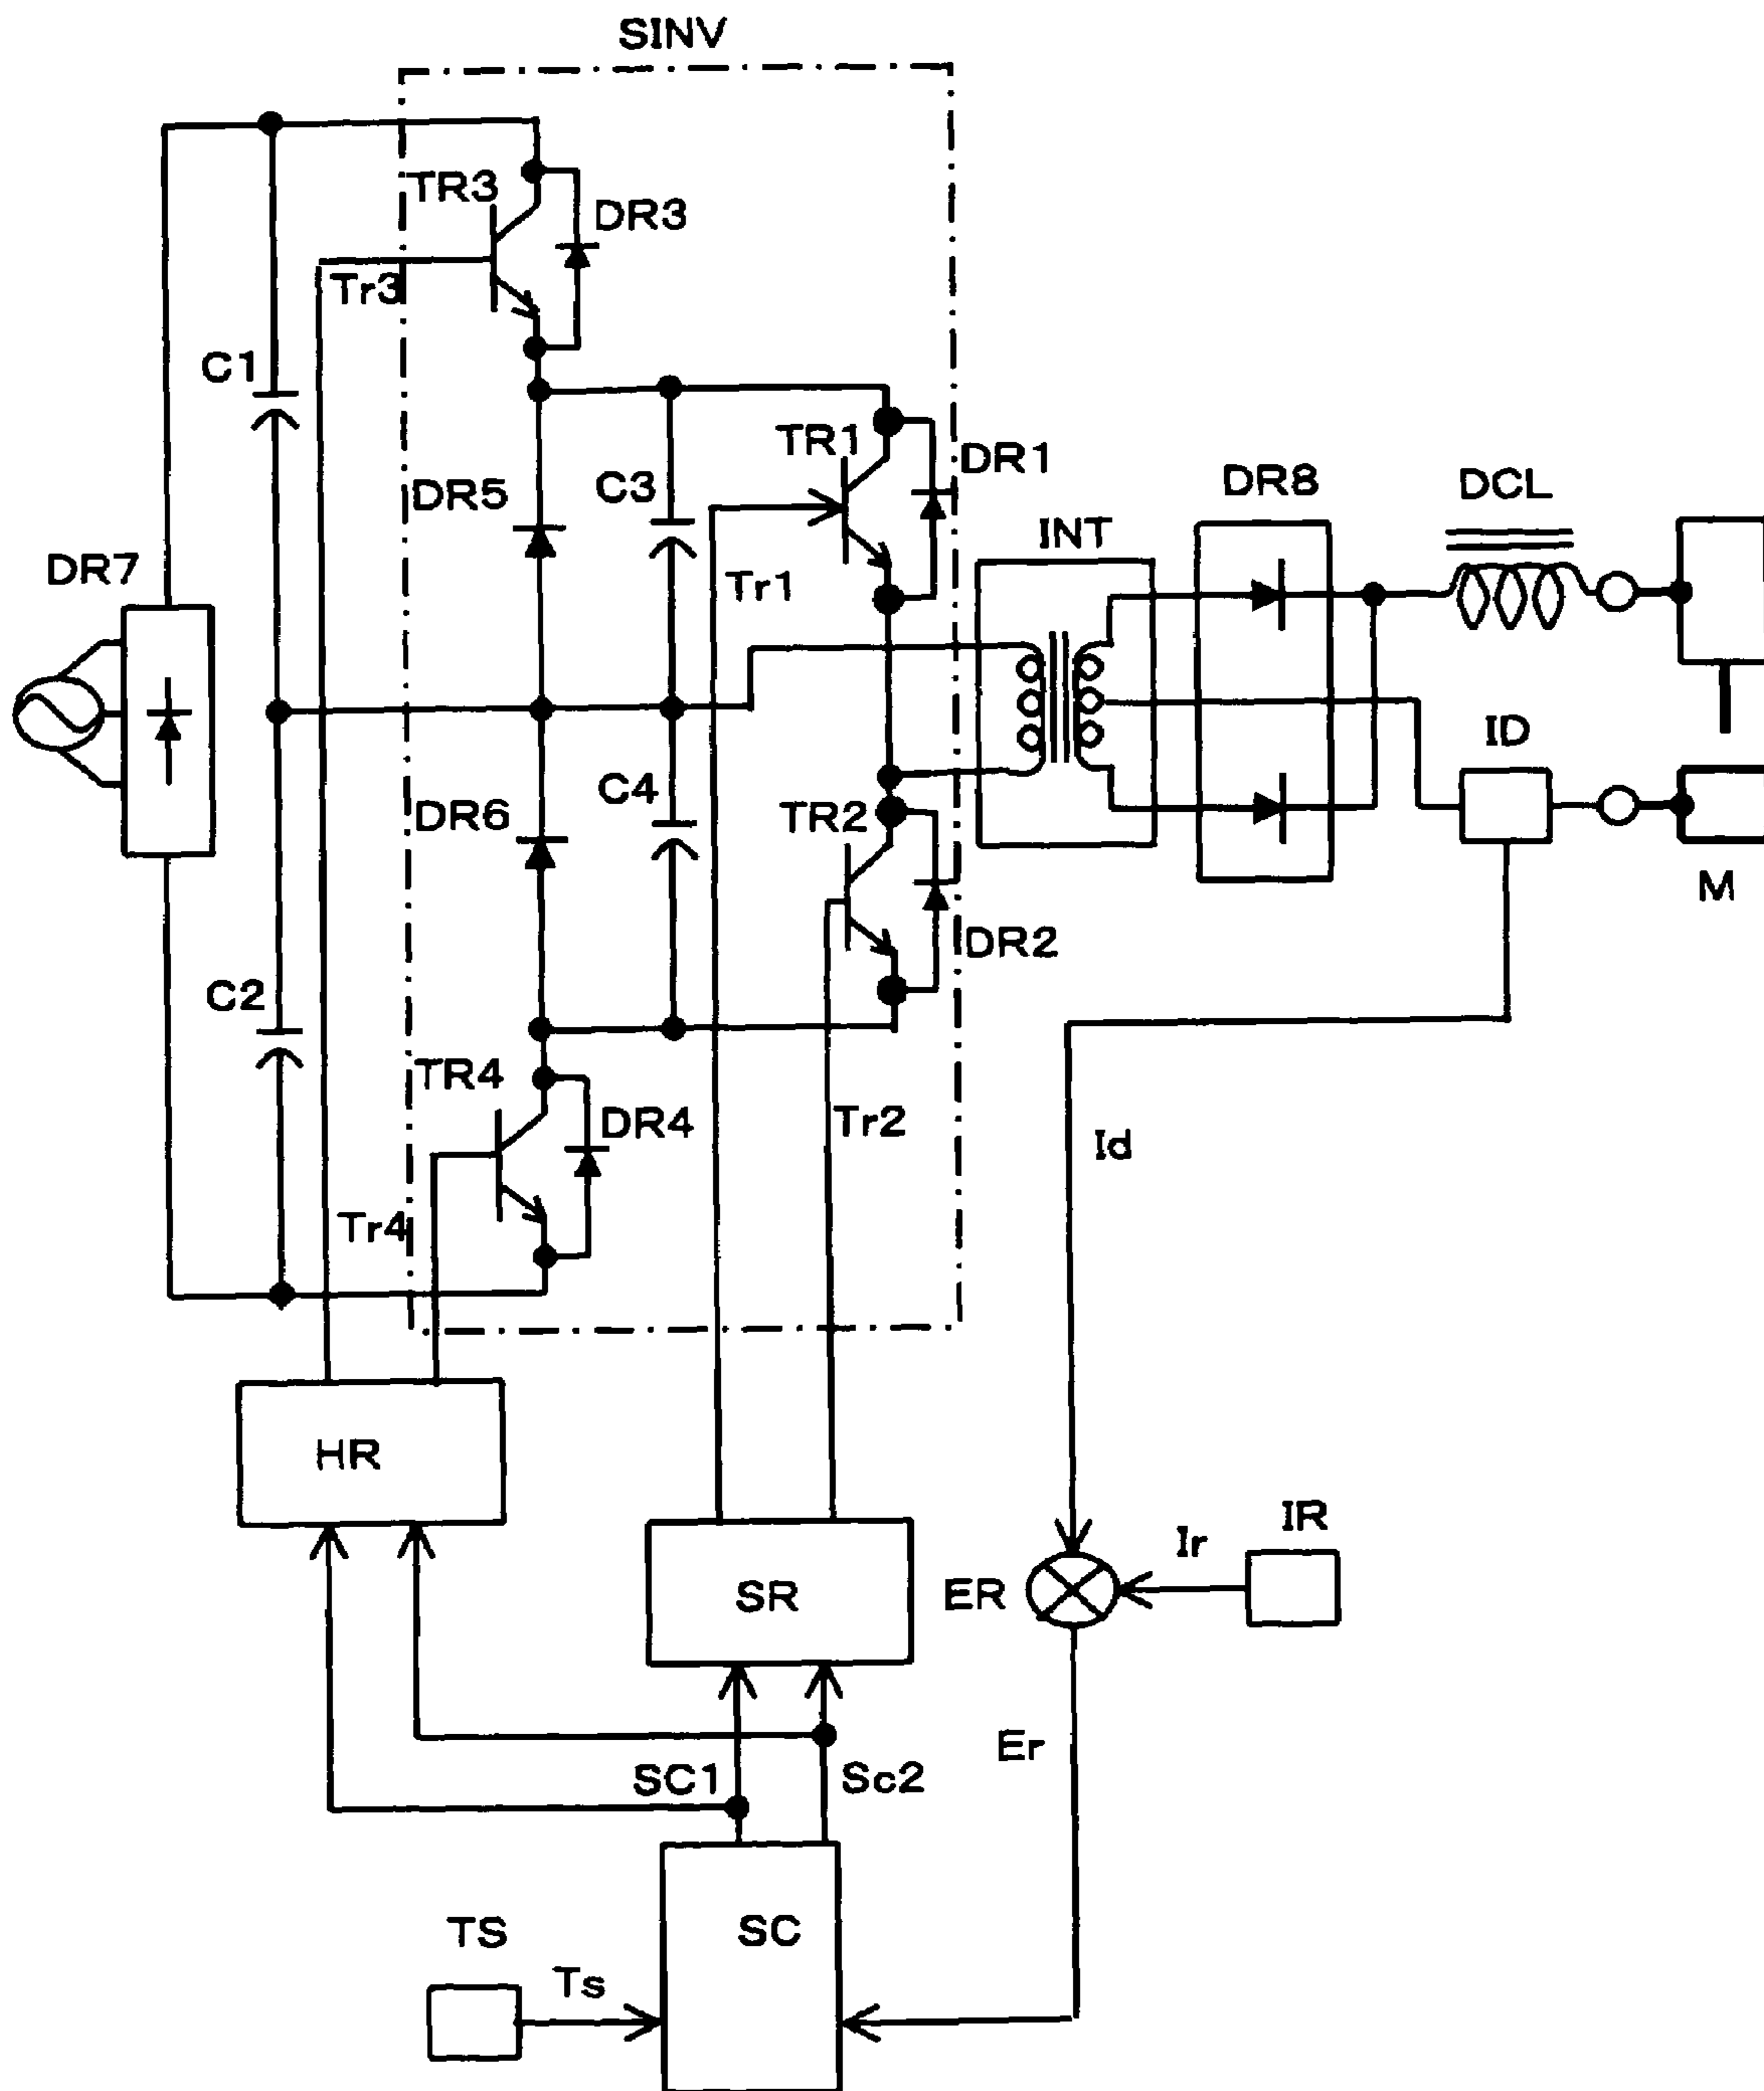 SINV
TR3
DR3
Tr3
C1
TR1
DR1
DR8
DCL
DR5
C3
INT
DR7
Tr1
ID
DR6
C4
TR2
M
DR2
C2
TR4
DR4
Tr2
Id
Tr4
HR
IR
Ir
SR
ER
SC1
Sc2
Er
TS
SC
Ts